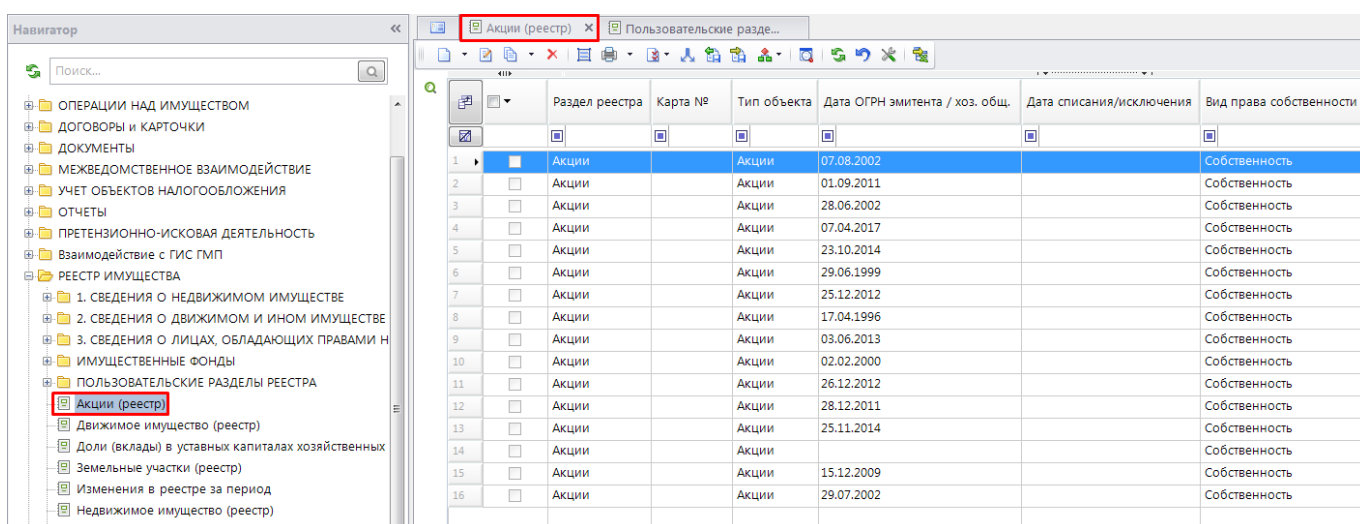 Навигатор
«
Поиск...
ОПЕРАЦИИ НАД ИМУЩЕСТВОМ
ДОГОВОРЫ и КАРТОЧКИ
ДОКУМЕНТЫ
МЕЖВЕДОМСТВЕННОЕ ВЗАИМОДЕЙСТВИЕ
УЧЕТ ОБЪЕКТОВ НАЛОГООБЛОЖЕНИЯ
ОТЧЕТЫ
ПРЕТЕНЗИОННО-ИСКОВАЯ ДЕЯТЕЛЬНОСТЬ
Взаимодействие с ГИС ГМП
РЕЕСТР ИМУЩЕСТВА
1. СВЕДЕНИЯ О НЕДВИЖИМОМ ИМУЩЕСТВЕ
2. СВЕДЕНИЯ О ДВИЖИМОМ И ИНОМ ИМУЩЕСТВЕ
3. СВЕДЕНИЯ О ЛИЦАХ, ОБЛАДАЮЩИХ ПРАВАМИ Н
ИМУЩЕСТВЕННЫЕ ФОНДЫ
ПОЛЬЗОВАТЕЛЬСКИЕ РАЗДЕЛЫ РЕЕСТРА
Акции (реестр)
Движимое имущество (реестр)
Доли (вклады) в уставных капиталах хозяйственных
Земельные участки (реестр)
Изменения в реестре за период
Недвижимое имущество (реестр)
Акции (реестр) Пользовательские разде...
Раздел реестра Карта № Тип объекта Дата ОГРН эмитента / хоз. общ. Дата списания/исключения Вид права собственности
1 Акции Акции 07.08.2002 Собственность
2 Акции Акции 01.09.2011 Собственность
3 Акции Акции 28.06.2002 Собственность
4 Акции Акции 07.04.2017 Собственность
5 Акции Акции 23.10.2014 Собственность
6 Акции Акции 29.06.1999 Собственность
7 Акции Акции 25.12.2012 Собственность
8 Акции Акции 17.04.1996 Собственность
9 Акции Акции 03.06.2013 Собственность
10 Акции Акции 02.02.2000 Собственность
11 Акции Акции 26.12.2012 Собственность
12 Акции Акции 28.12.2011 Собственность
13 Акции Акции 25.11.2014 Собственность
14 Акции Акции Собственность
15 Акции Акции 15.12.2009 Собственность
16 Акции Акции 29.07.2002 Собственность